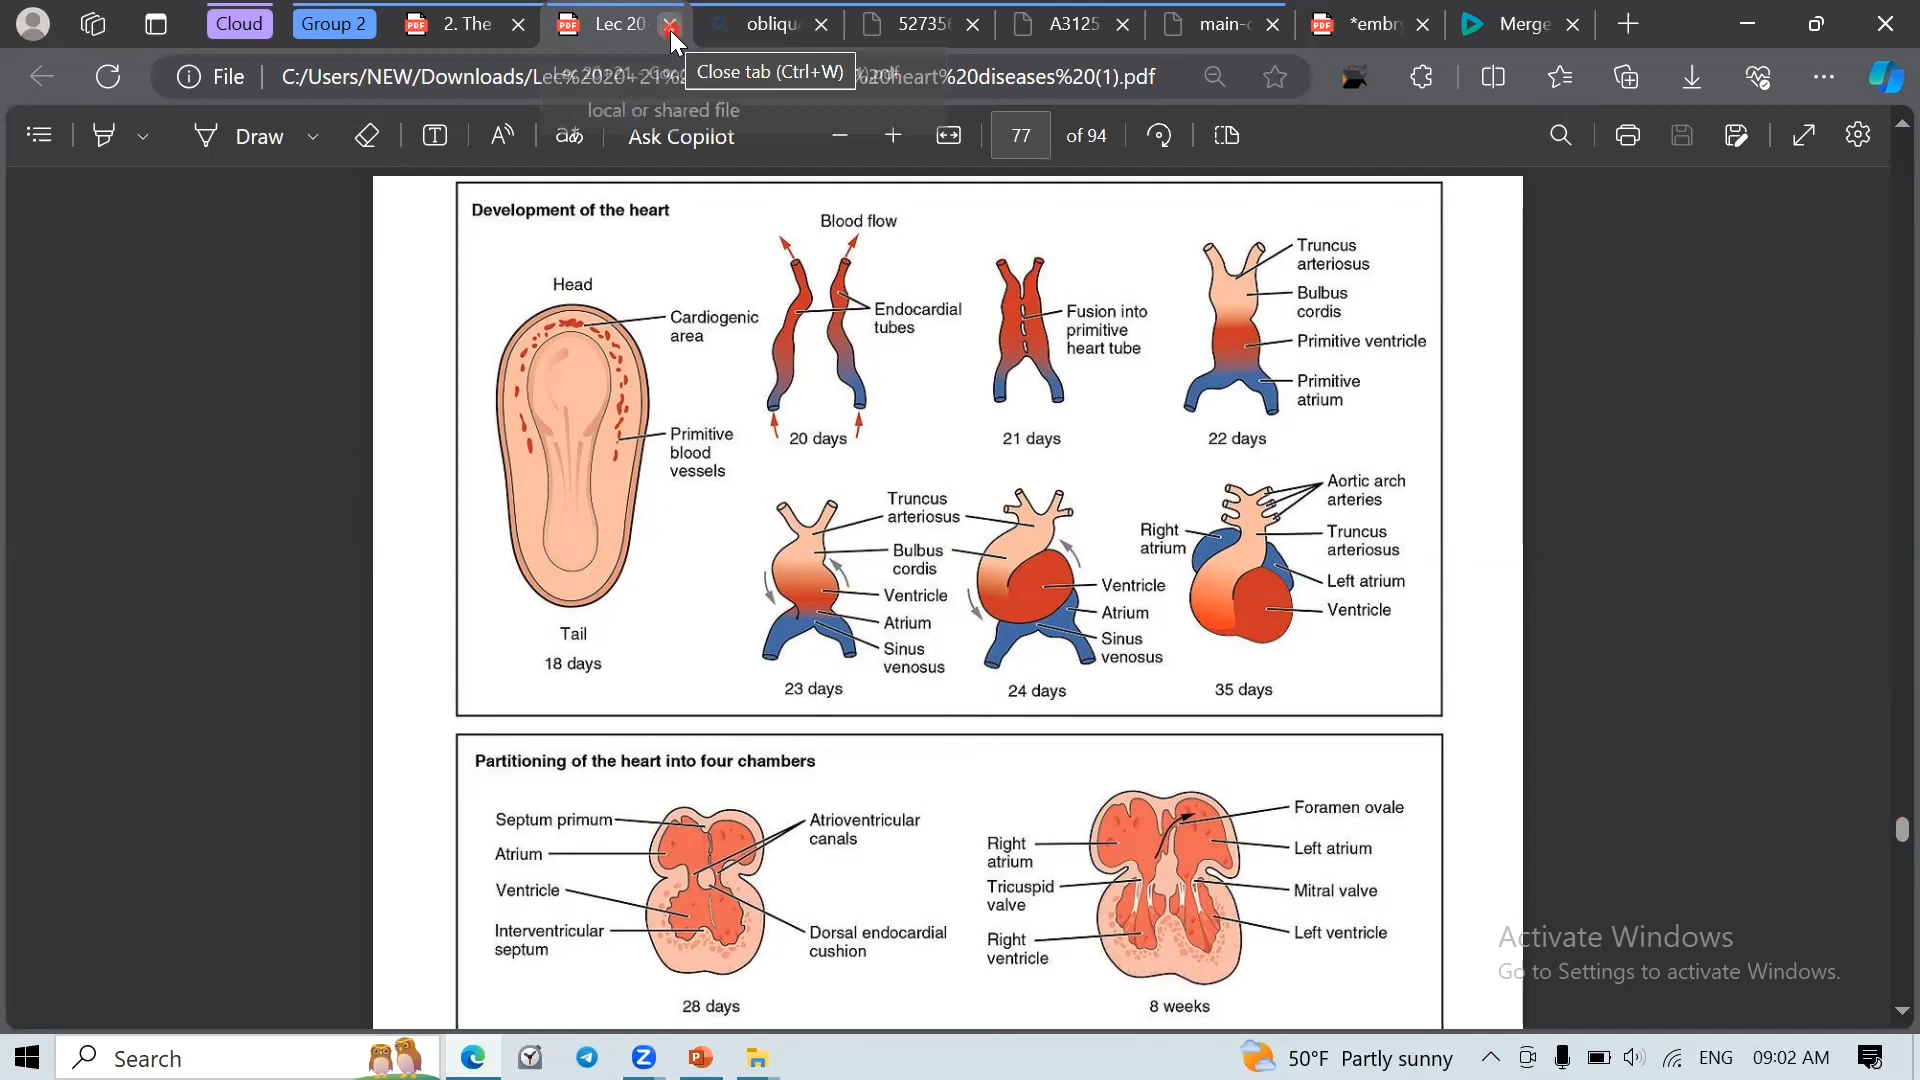 Cloud
Group 2
2. The
Lec 20
obliqu
52735
A3125
main-c
*embr
Merge
File
C:/Users/NEW/Downloads/Le
%20heart%20diseases%20(1).pdf
Close tab (Ctrl+W)
local or shared file
Draw
Ask Copilot
77
of 94
Development of the heart
Blood flow
Head
Cardiogenic
area
Primitive
blood
vessels
Tail
18 days
Endocardial
tubes
20 days
Fusion into
primitive
heart tube
21 days
Truncus
arteriosus
Bulbus
cordis
Primitive ventricle
Primitive
atrium
22 days
Truncus
arteriosus
Bulbus
cordis
Ventricle
Atrium
Sinus
venosus
23 days
Ventricle
Atrium
Sinus
venosus
24 days
Right
atrium
Aortic arch
arteries
Truncus
arteriosus
Left atrium
Ventricle
35 days
Partitioning of the heart into four chambers
Septum primum
Atrium
Ventricle
Interventricular
septum
Atrioventricular
canals
Dorsal endocardial
cushion
28 days
Right
atrium
Tricuspid
valve
Right
ventricle
Foramen ovale
Left atrium
Mitral valve
Left ventricle
8 weeks
Activate Windows
Go to Settings to activate Windows.
Search
50°F Partly sunny
ENG
09:02 AM